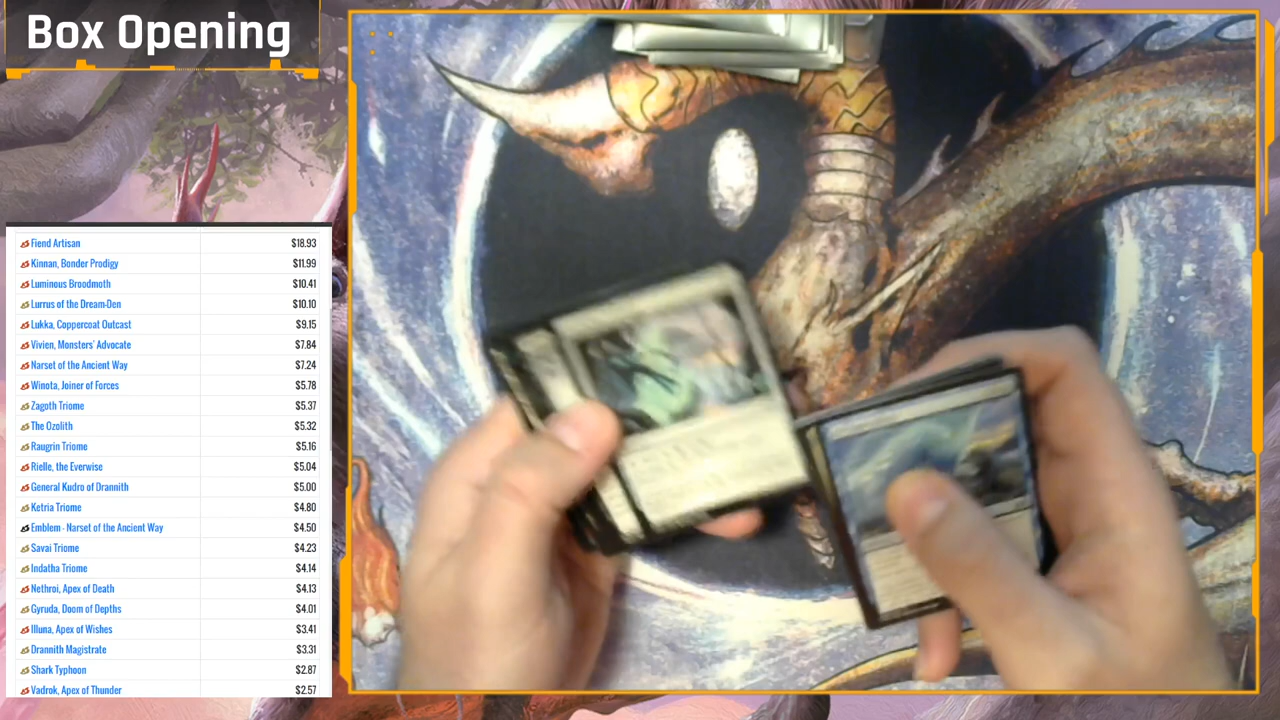 Box Opening
Fiend Artisan $18.93
Kinnan, Bonder Prodigy $11.99
Luminous Broodmoth $10.41
Lurrus of the Dream-Den $10.10
Lukka, Coppercoat Outcast $9.15
Vivien, Monsters' Advocate $7.84
Narset of the Ancient Way $7.24
Winota, Joiner of Forces $5.78
Zagoth Triome $5.37
The Ozolith $5.32
Raugrin Triome $5.16
Rielle, the Everwise $5.04
General Kudro of Drannith $5.00
Ketria Triome $4.80
Emblem - Narset of the Ancient Way $4.50
Savai Triome $4.23
Indatha Triome $4.14
Nethroi, Apex of Death $4.13
Gyruda, Doom of Depths $4.01
Illuna, Apex of Wishes $3.41
Drannith Magistrate $3.31
Shark Typhoon $2.87
Vadrok, Apex of Thunder $2.57